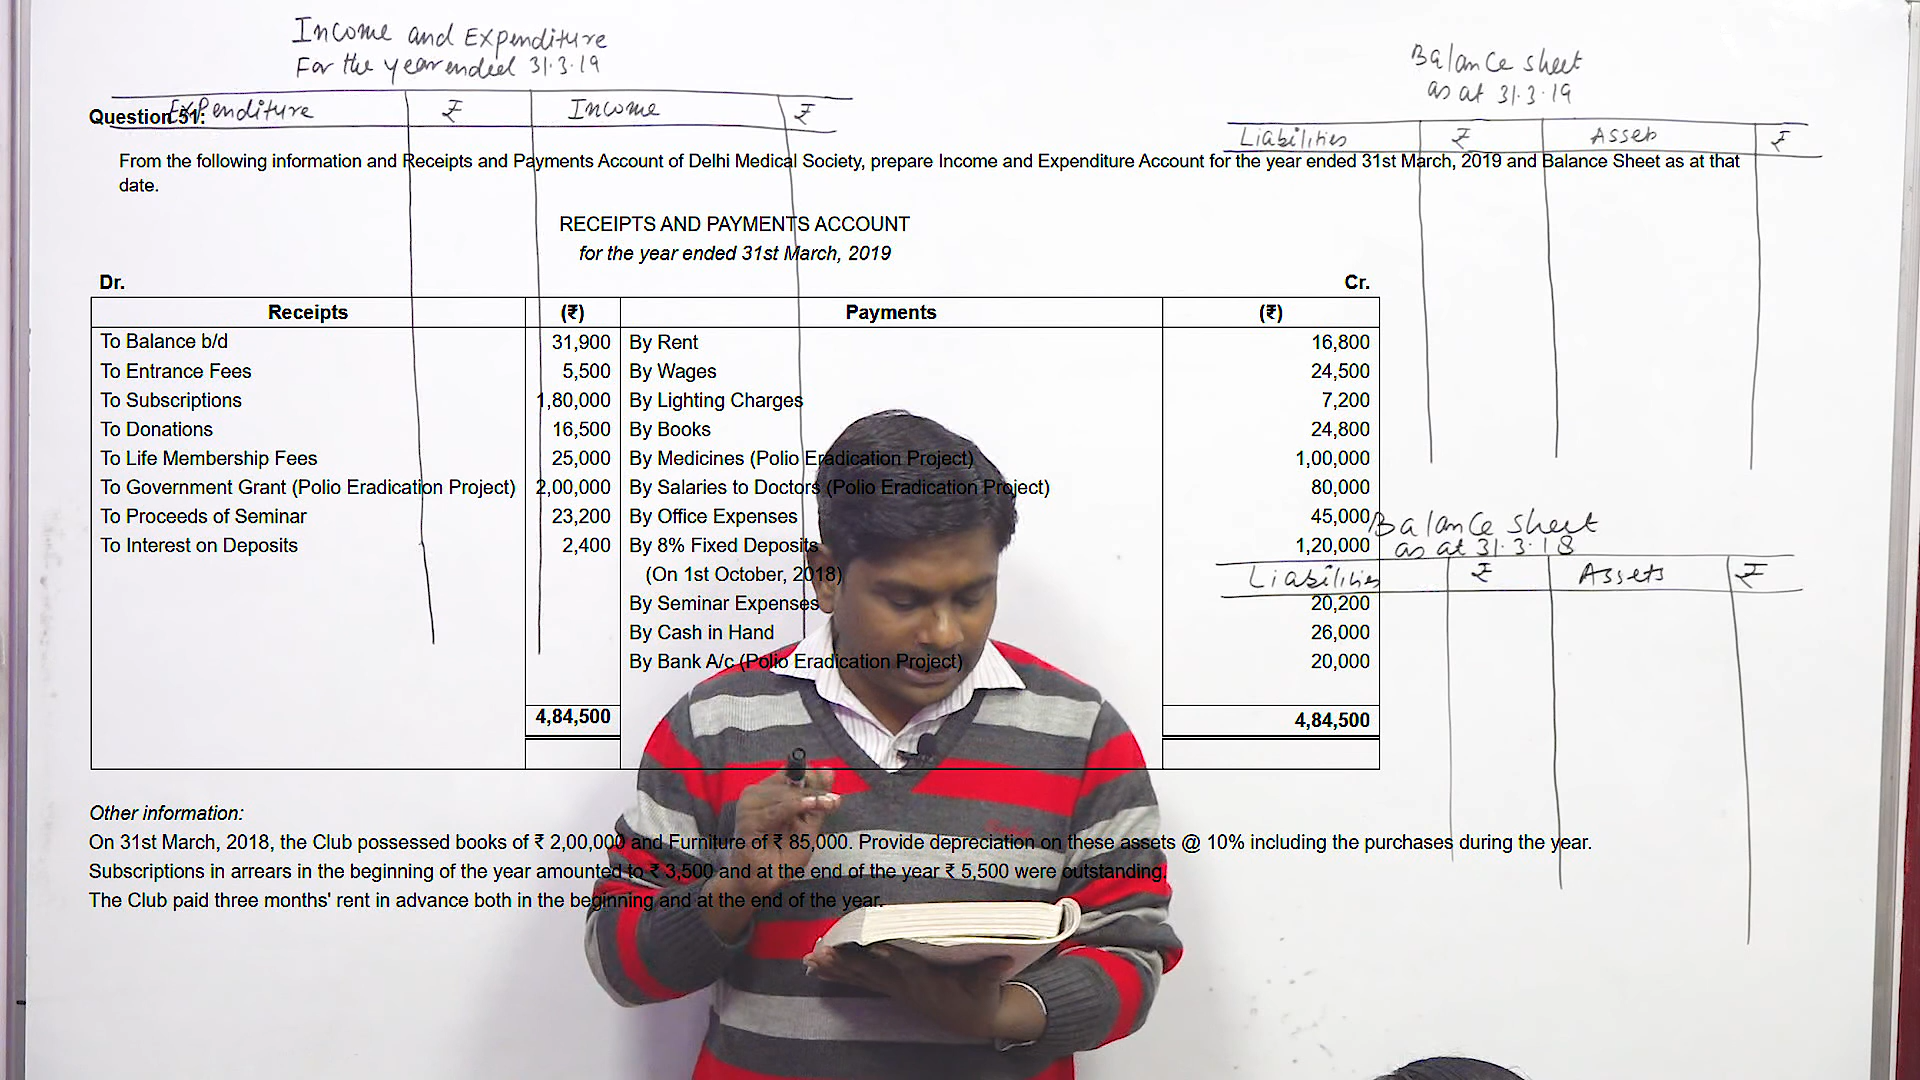 Income and Expenditure
For the year ended 31.3.19
Expenditure ₹ Income ₹
Balance sheet
as at 31.3.19
Liabilities ₹ Assets ₹
Question 51:
From the following information and Receipts and Payments Account of Delhi Medical Society, prepare Income and Expenditure Account for the year ended 31st March, 2019 and Balance Sheet as at that
date.
RECEIPTS AND PAYMENTS ACCOUNT
for the year ended 31st March, 2019
Dr. Cr.
Receipts (₹) Payments (₹)
To Balance b/d 31,900 By Rent 16,800
To Entrance Fees 5,500 By Wages 24,500
To Subscriptions 1,80,000 By Lighting Charges 7,200
To Donations 16,500 By Books 24,800
To Life Membership Fees 25,000 By Medicines (Polio Eradication Project) 1,00,000
To Government Grant (Polio Eradication Project) 2,00,000 By Salaries to Doctors (Polio Eradication Project) 80,000
To Proceeds of Seminar 23,200 By Office Expenses 45,000
To Interest on Deposits 2,400 By 8% Fixed Deposits 1,20,000
(On 1st October, 2018)
By Seminar Expenses 20,200
By Cash in Hand 26,000
By Bank A/c (Polio Eradication Project) 20,000
4,84,500 4,84,500
Balance sheet
as at 31.3.18
Liabilities ₹ Assets ₹
Other information:
On 31st March, 2018, the Club possessed books of ₹ 2,00,000 and Furniture of ₹ 85,000. Provide depreciation on these assets @ 10% including the purchases during the year.
Subscriptions in arrears in the beginning of the year amounted to ₹ 3,500 and at the end of the year ₹ 5,500 were outstanding.
The Club paid three months' rent in advance both in the beginning and at the end of the year.